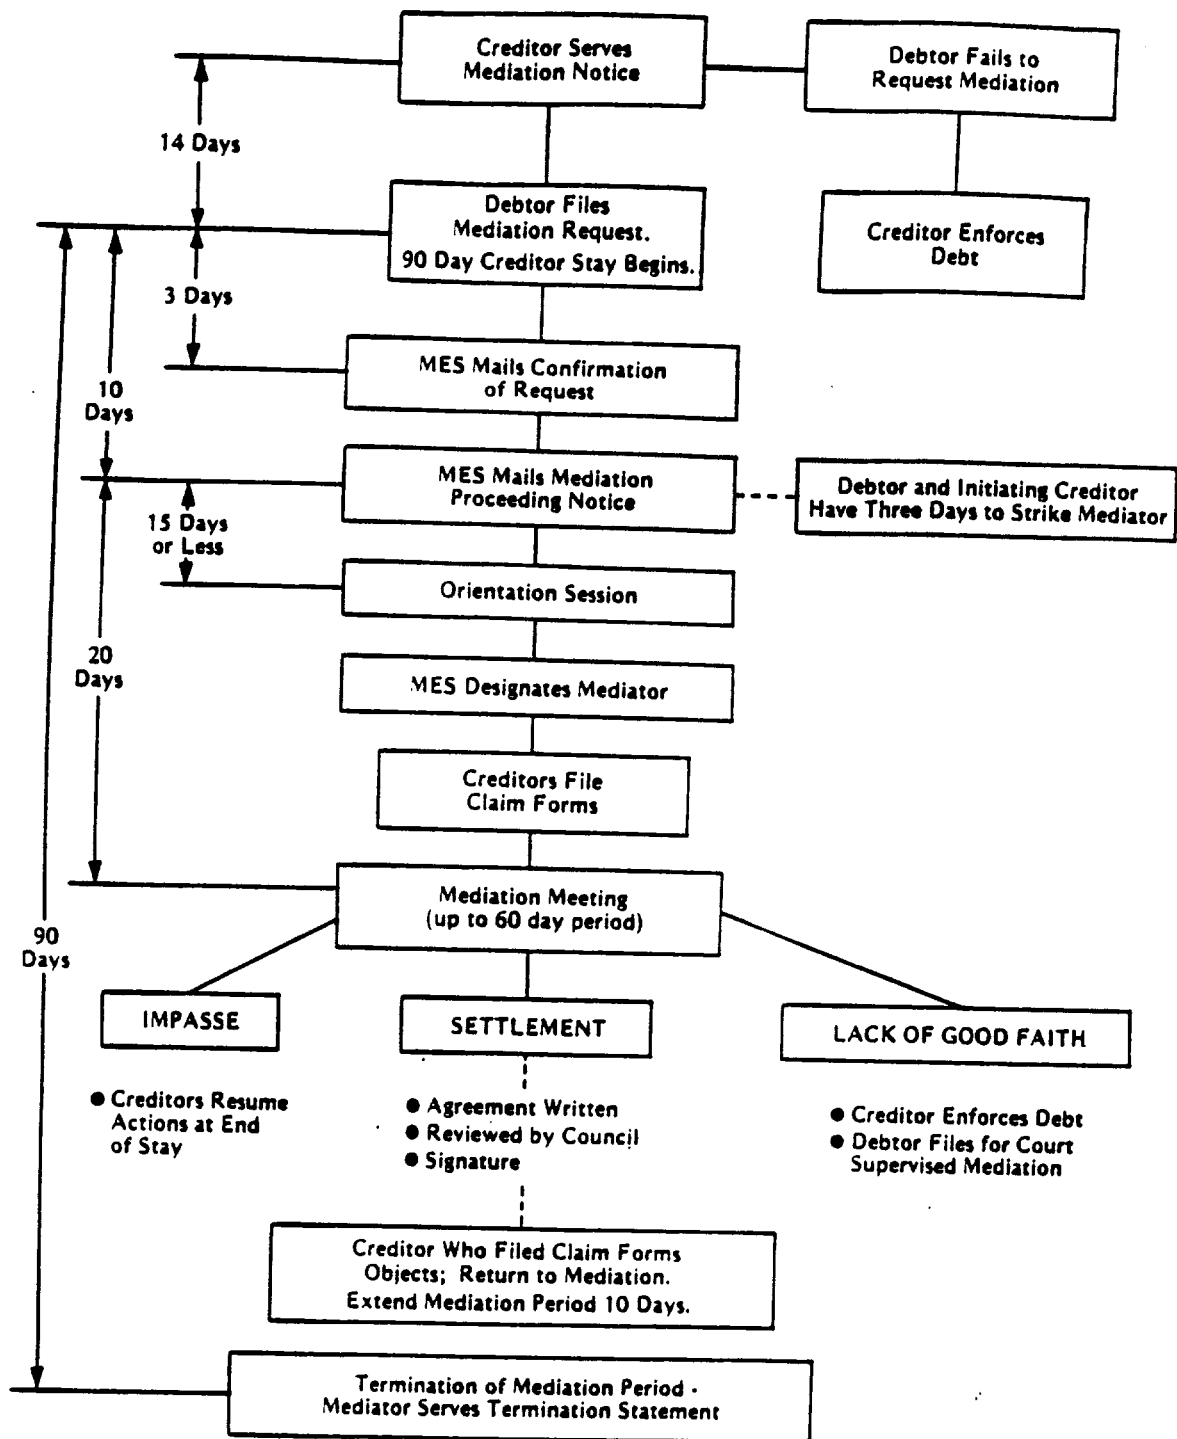 Creditor Serves
Mediation Notice
Debtor Fails to
Request Mediation
14 Days
Debtor Files
Mediation Request.
90 Day Creditor Stay Begins.
Creditor Enforces
Debt
3 Days
MES Mails Confirmation
of Request
10
Days
MES Mails Mediation
Proceeding Notice
Debtor and Initiating Creditor
Have Three Days to Strike Mediator
15 Days
or Less
Orientation Session
20
Days
MES Designates Mediator
Creditors File
Claim Forms
Mediation Meeting
(up to 60 day period)
90
Days
IMPASSE
SETTLEMENT
LACK OF GOOD FAITH
● Creditors Resume
Actions at End
of Stay
● Agreement Written
● Reviewed by Council
● Signature
● Creditor Enforces Debt
● Debtor Files for Court
Supervised Mediation
Creditor Who Filed Claim Forms
Objects; Return to Mediation.
Extend Mediation Period 10 Days.
Termination of Mediation Period -
Mediator Serves Termination Statement